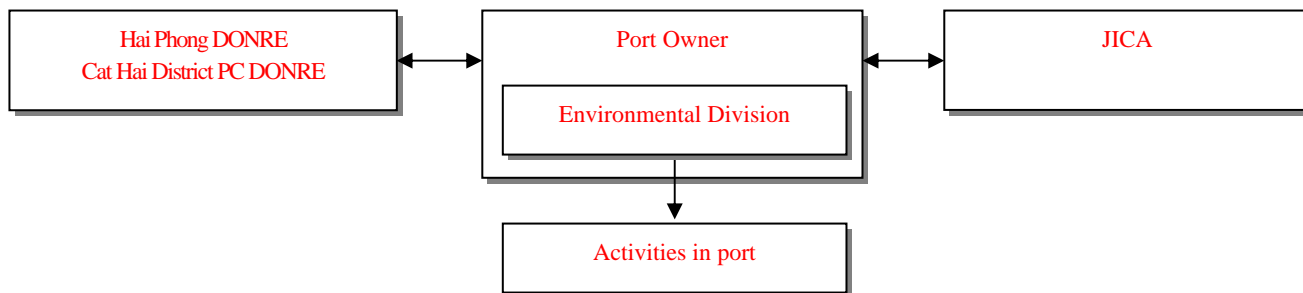 Hai Phong DONRE
Cat Hai District PC DONRE
Port Owner
Environmental Division
JICA
Activities in port